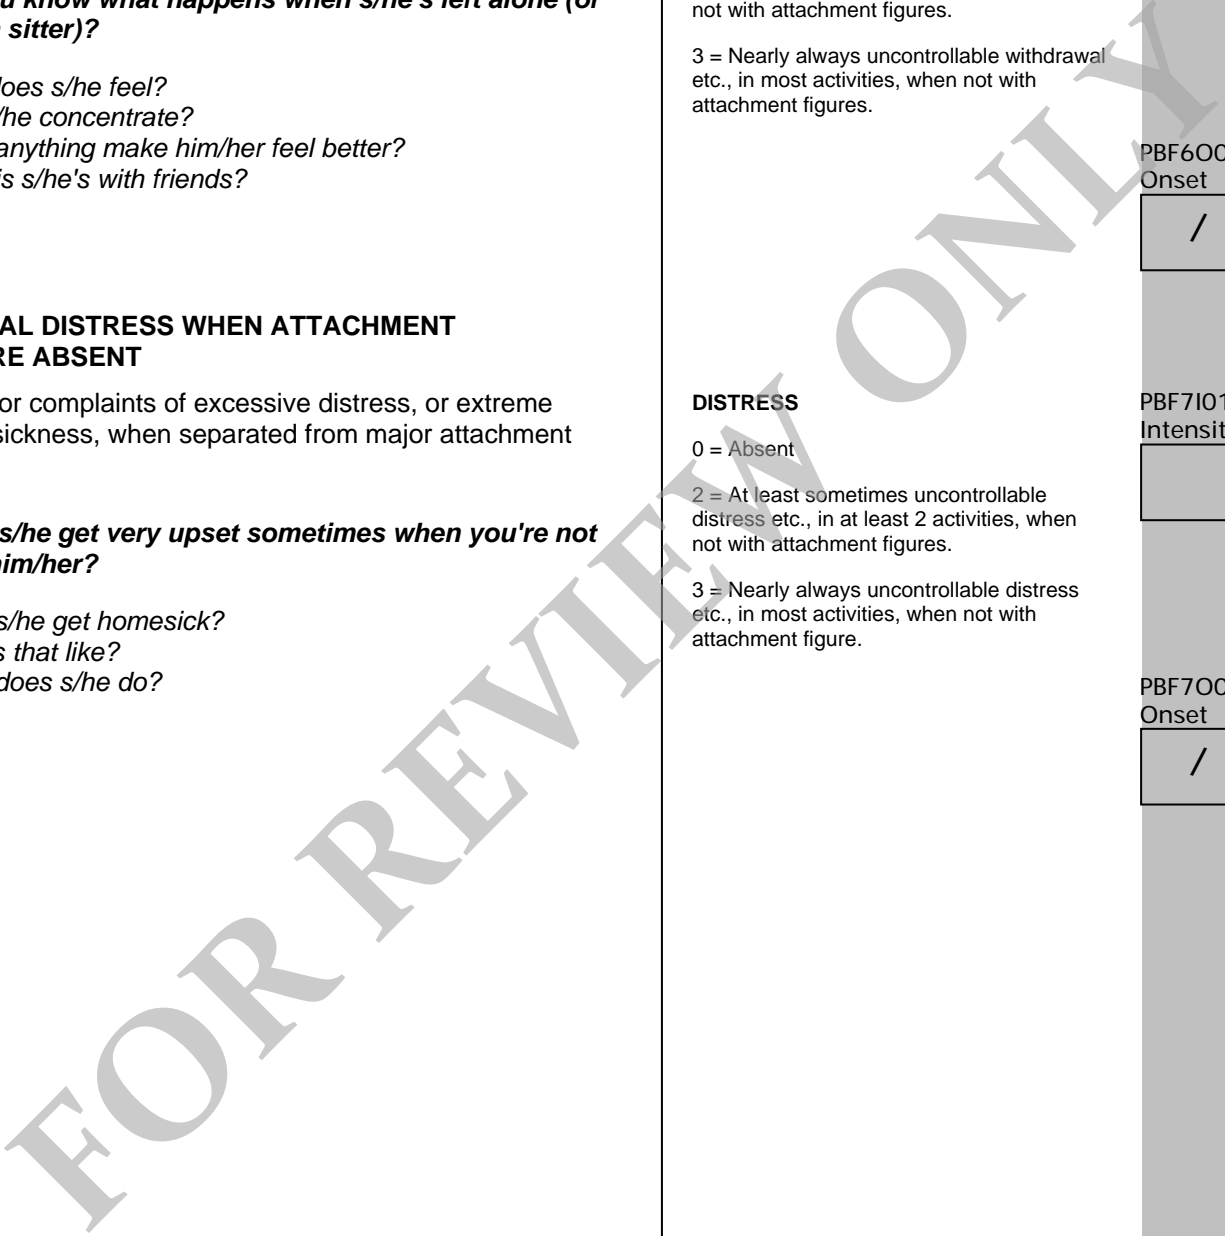 know what happens when s/he's left alone (or
sitter)?
does s/he feel?
s/he concentrate?
anything make him/her feel better?
is s/he's with friends?
AL DISTRESS WHEN ATTACHMENT
RE ABSENT
or complaints of excessive distress, or extreme
sickness, when separated from major attachment
s/he get very upset sometimes when you're not
him/her?
s/he get homesick?
s that like?
does s/he do?
not with attachment figures.
3 = Nearly always uncontrollable withdrawal
etc., in most activities, when not with
attachment figures.
DISTRESS
0 = Absent
2 = At least sometimes uncontrollable
distress etc., in at least 2 activities, when
not with attachment figures.
3 = Nearly always uncontrollable distress
etc., in most activities, when not with
attachment figure.
PBF6O0
Onset
/
PBF7I01
Intensit
PBF7O0
Onset
/
FOR REVIEW ONLY